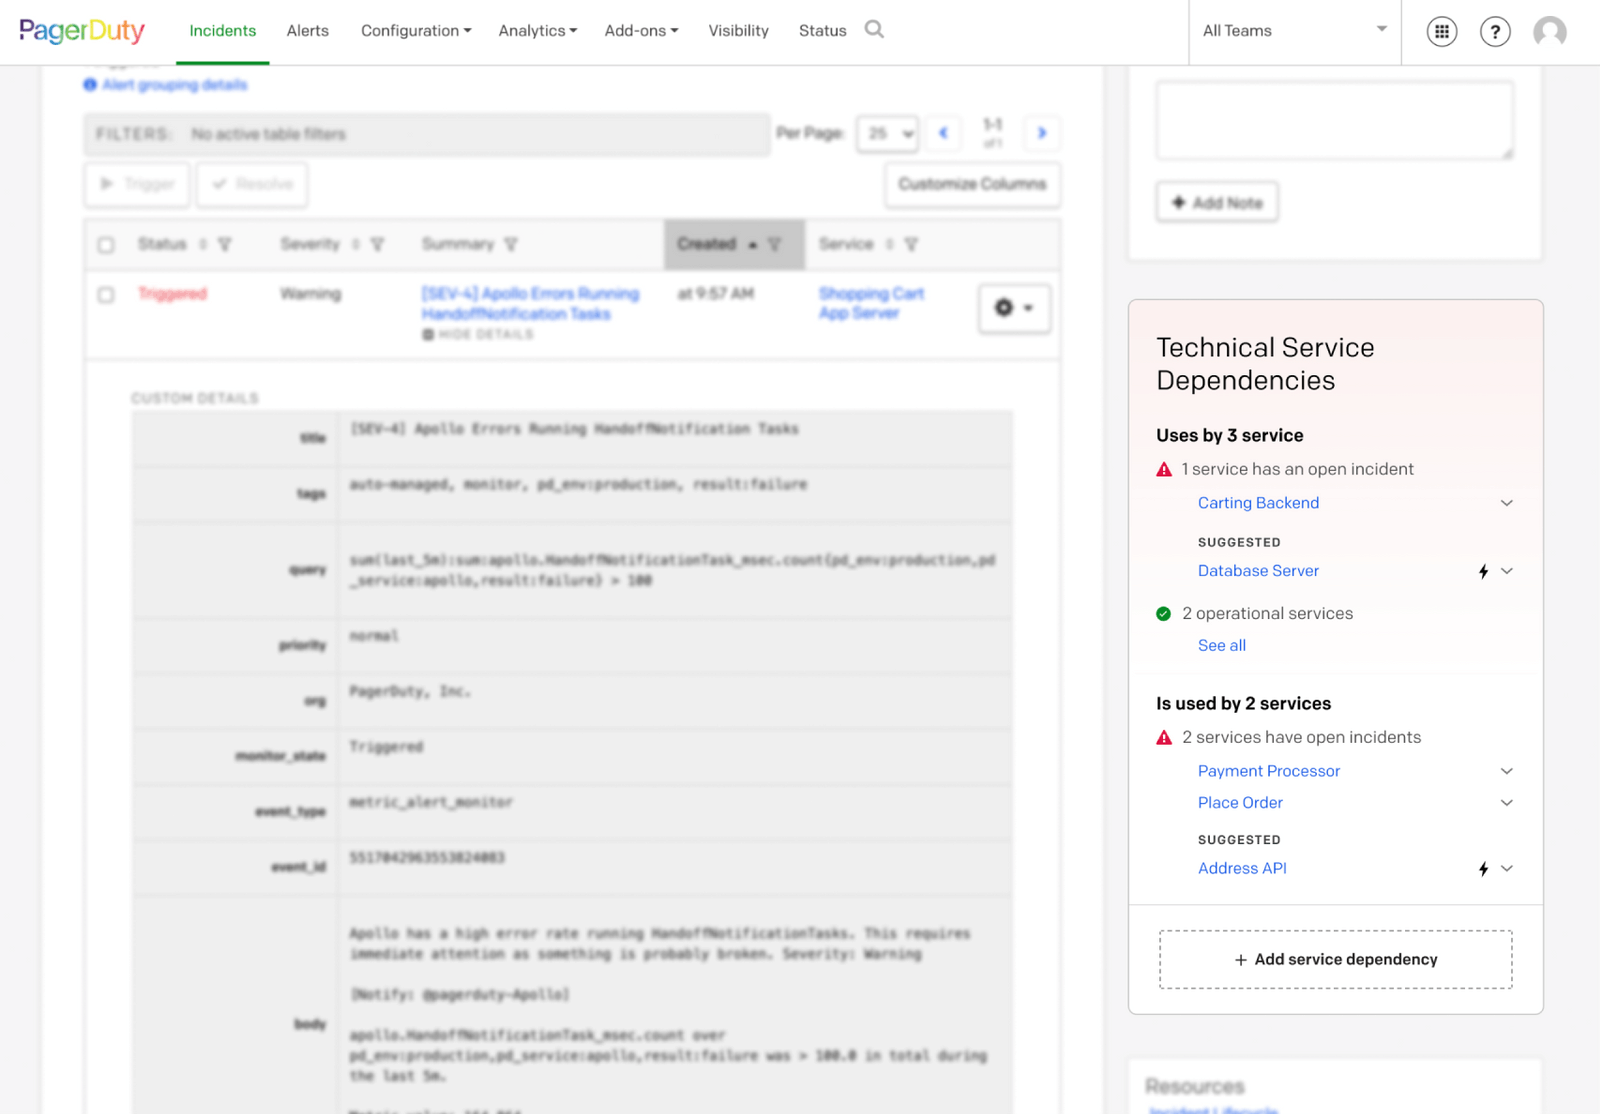 PagerDuty
Incidents
Alerts
Configuration
Analytics
Add-ons
Visibility
Status
All Teams
?
Alert grouping details
FILTERS: No active table filters
Per Page: 25
1-1
of 1
Trigger
Resolve
Customize Columns
Status
Severity
Summary
Created
Service
Triggered
Warning
[SEV-4] Apollo Errors Running
HandoffNotification Tasks
HIDE DETAILS
at 9:57 AM
Shopping Cart
App Server
CUSTOM DETAILS
title
[SEV-4] Apollo Errors Running HandoffNotification Tasks
tags
auto-managed, monitor, pd_env:production, result:failure
query
sum(last_5m):sum:apollo.HandoffNotificationTask_msec.count{pd_env:production,pd
_service:apollo,result:failure} > 100
priority
normal
org
PagerDuty, Inc.
monitor_state
Triggered
event_type
metric_alert_monitor
event_id
5517042963553824083
body
Apollo has a high error rate running HandoffNotificationTasks. This requires
immediate attention as something is probably broken. Severity: Warning
[Notify: @pagerduty-Apollo]
apollo.HandoffNotificationTask_msec.count over
pd_env:production,pd_service:apollo,result:failure was > 100.0 in total during
the last 5m.
Add Note
Technical Service
Dependencies
Uses by 3 service
1 service has an open incident
Carting Backend
SUGGESTED
Database Server
2 operational services
See all
Is used by 2 services
2 services have open incidents
Payment Processor
Place Order
SUGGESTED
Address API
+ Add service dependency
Resources
Incident Lifecycle